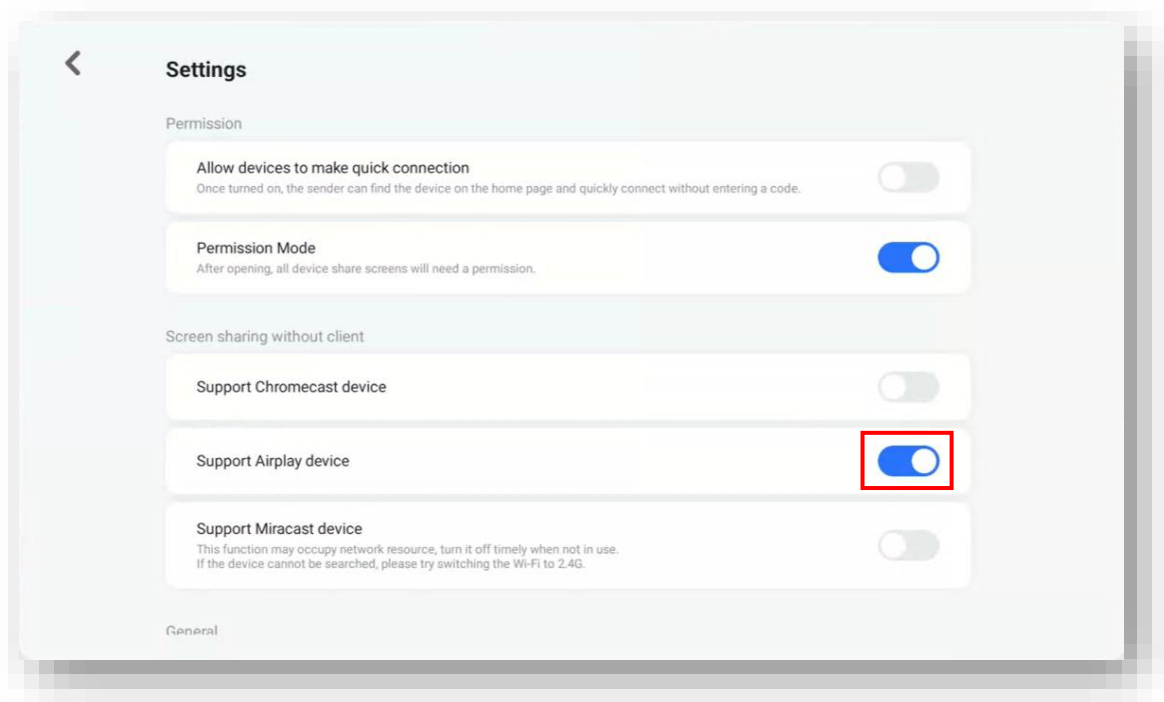 Settings
Permission
Allow devices to make quick connection
Once turned on, the sender can find the device on the home page and quickly connect without entering a code.
Permission Mode
After opening, all device share screens will need a permission.
Screen sharing without client
Support Chromecast device
Support Airplay device
Support Miracast device
This function may occupy network resource, turn it off timely when not in use.
If the device cannot be searched, please try switching the Wi-Fi to 2.4G.
General